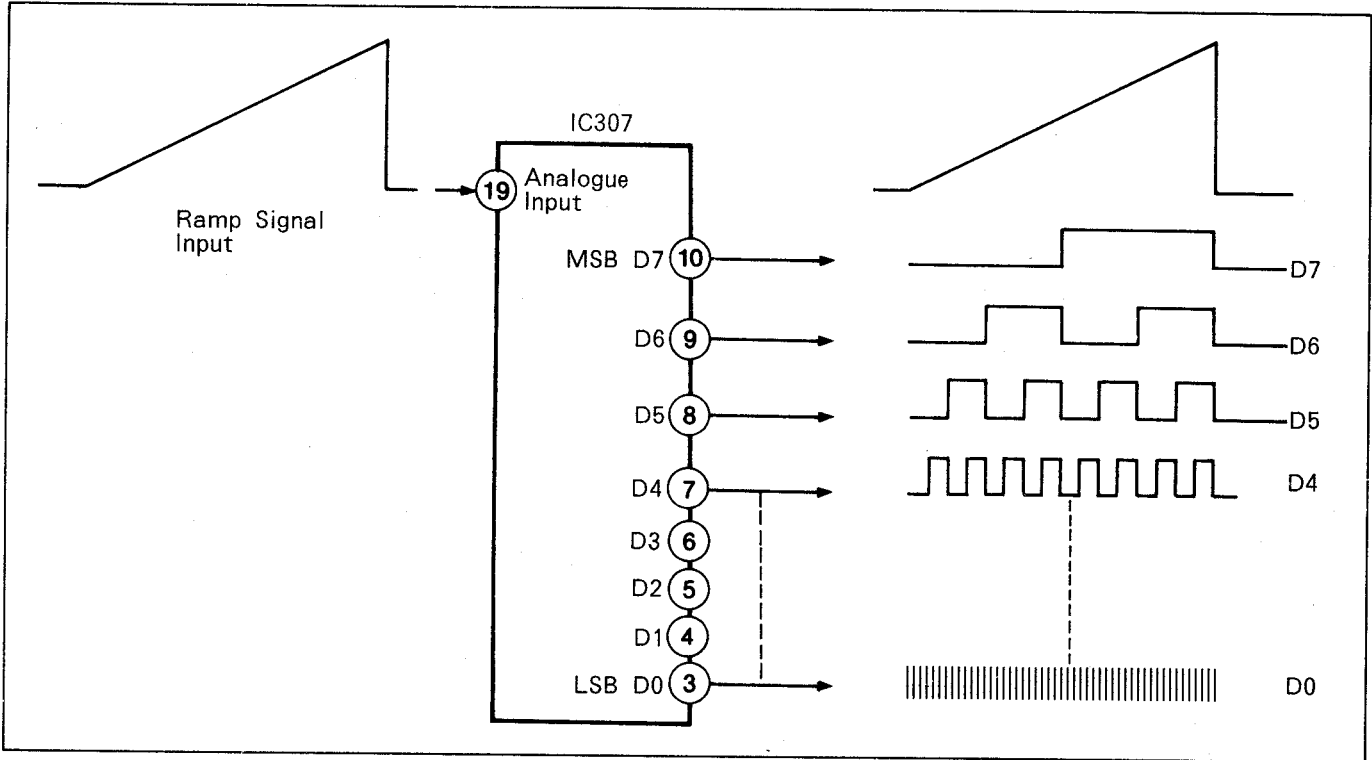 IC307
19
Analogue
Input
Ramp Signal
Input
MSB D7 10
D7
D6 9
D6
D5 8
D5
D4 7
D4
D3 6
D2 5
D1 4
LSB D0 3
D0